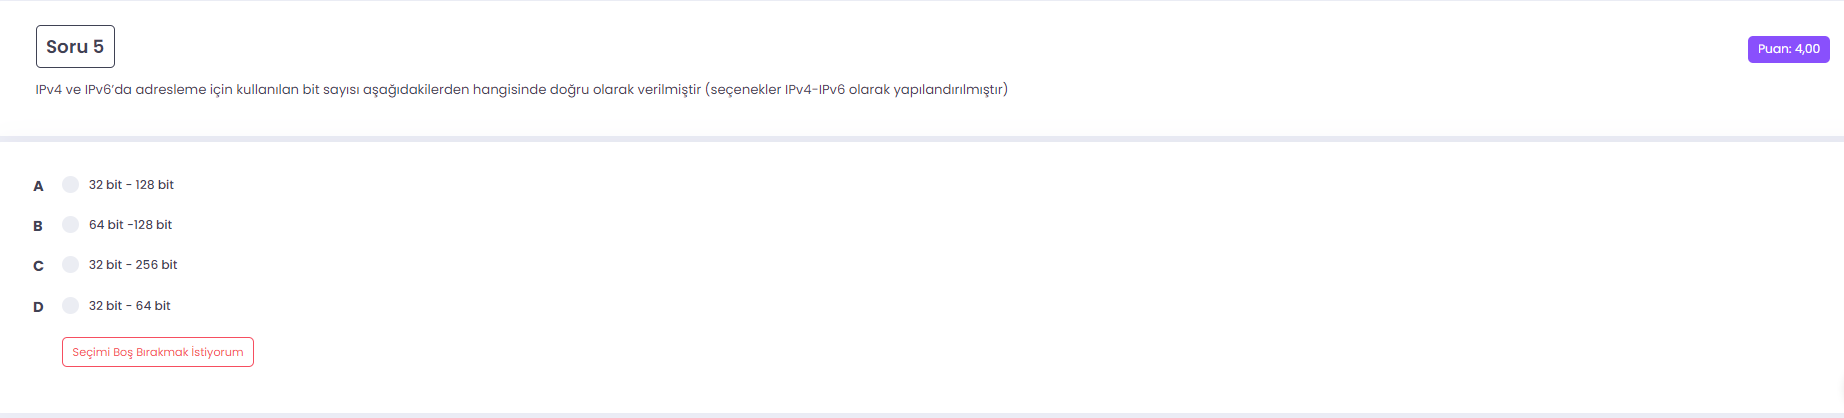 Soru 5
Puan: 4,00
IPv4 ve IPv6'da adresleme için kullanılan bit sayısı aşağıdakilerden hangisinde doğru olarak verilmiştir (seçenekler IPv4-IPv6 olarak yapılandırılmıştır)
A 32 bit - 128 bit
B 64 bit -128 bit
C 32 bit - 256 bit
D 32 bit - 64 bit
Seçimi Boş Bırakmak İstiyorum